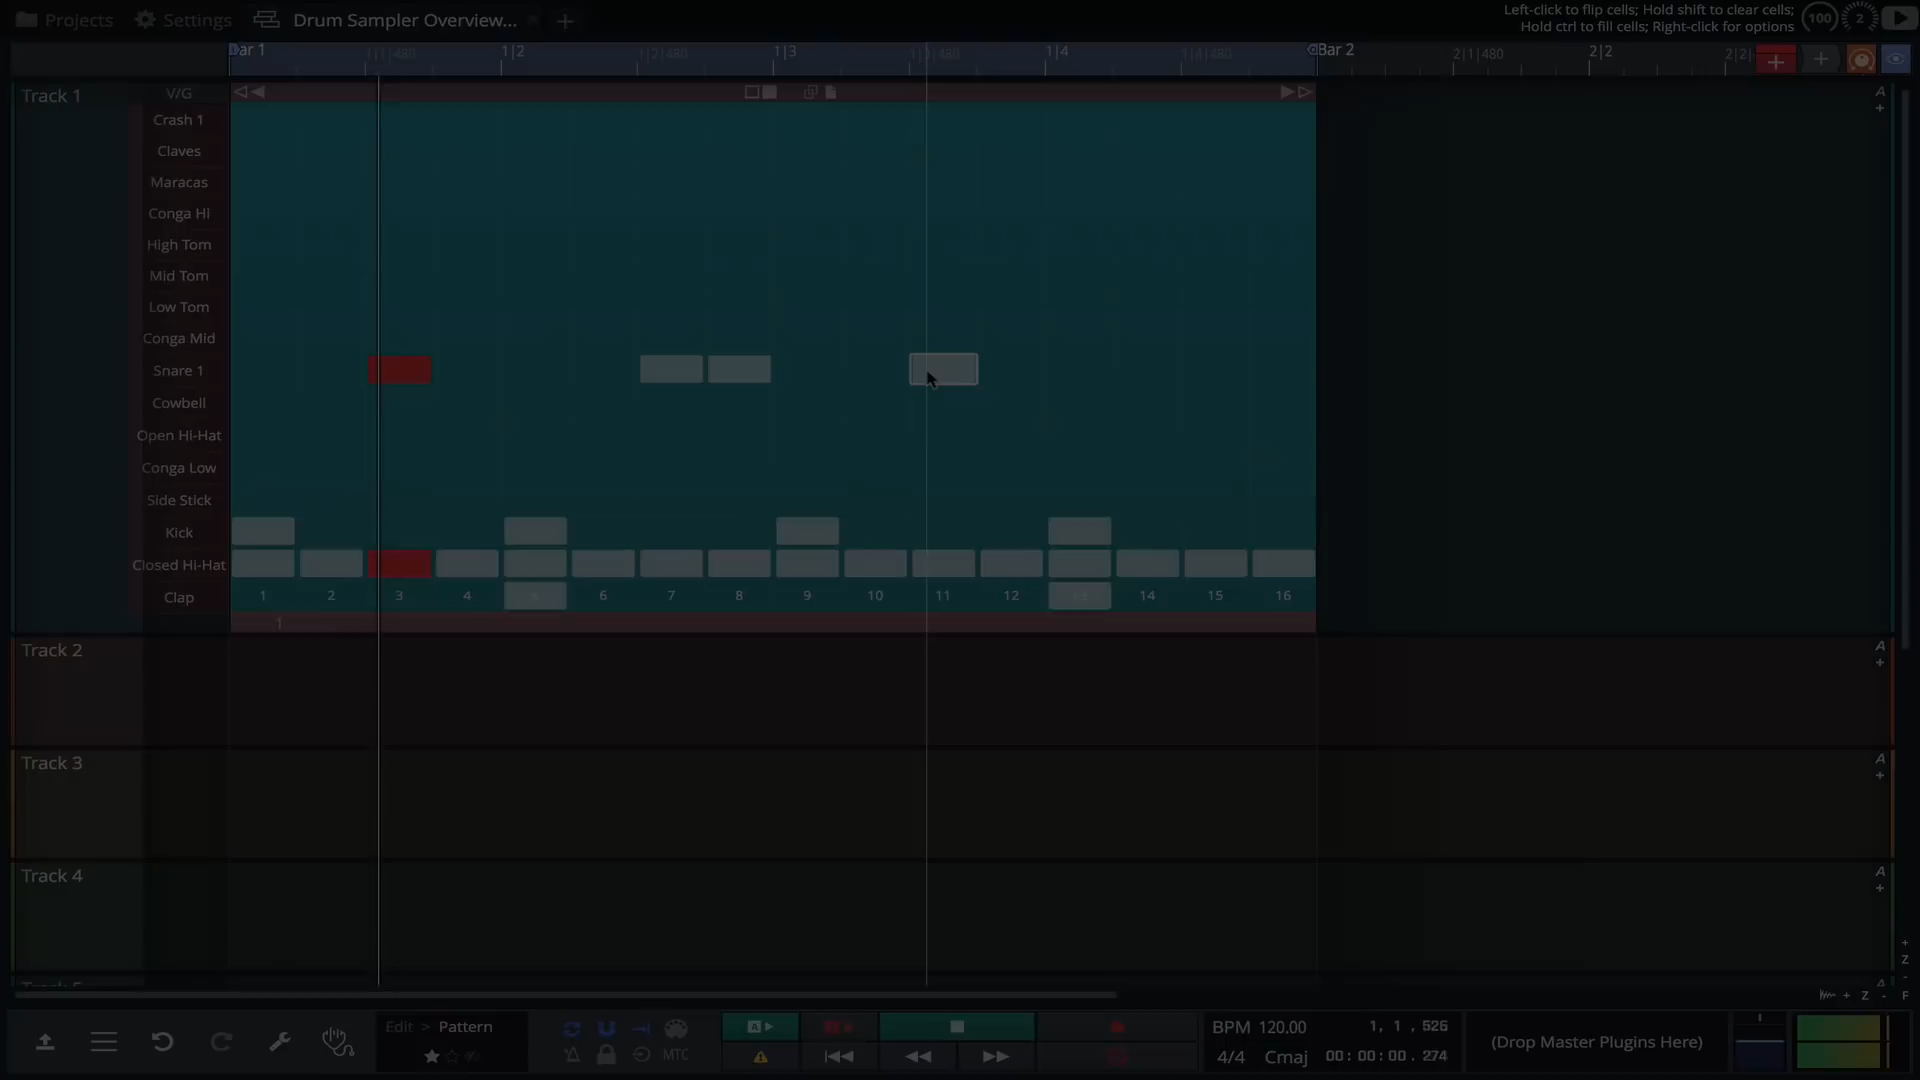 Projects Settings Drum Sampler Overview... × +
Left-click to flip cells; Hold shift to clear cells;
Hold ctrl to fill cells; Right-click for options
100 2
ar 1 1|1|480 1|2 1|2|480 1|3 1|3|480 1|4 1|4|480 Bar 2 2|1|480 2|2 2|2|
Track 1 V/G A
+
Crash 1
Claves
Maracas
Conga Hi
High Tom
Mid Tom
Low Tom
Conga Mid
Snare 1
Cowbell
Open Hi-Hat
Conga Low
Side Stick
Kick
Closed Hi-Hat
Clap 1 2 3 4 5 6 7 8 9 10 11 12 13 14 15 16
1
Track 2 A
+
Track 3 A
+
Track 4 A
+
+
Z
-
+ Z - F
Edit > Pattern
MTC
A
BPM 120.00 1, 1, 526
4/4 Cmaj 00:00:00.274
(Drop Master Plugins Here)